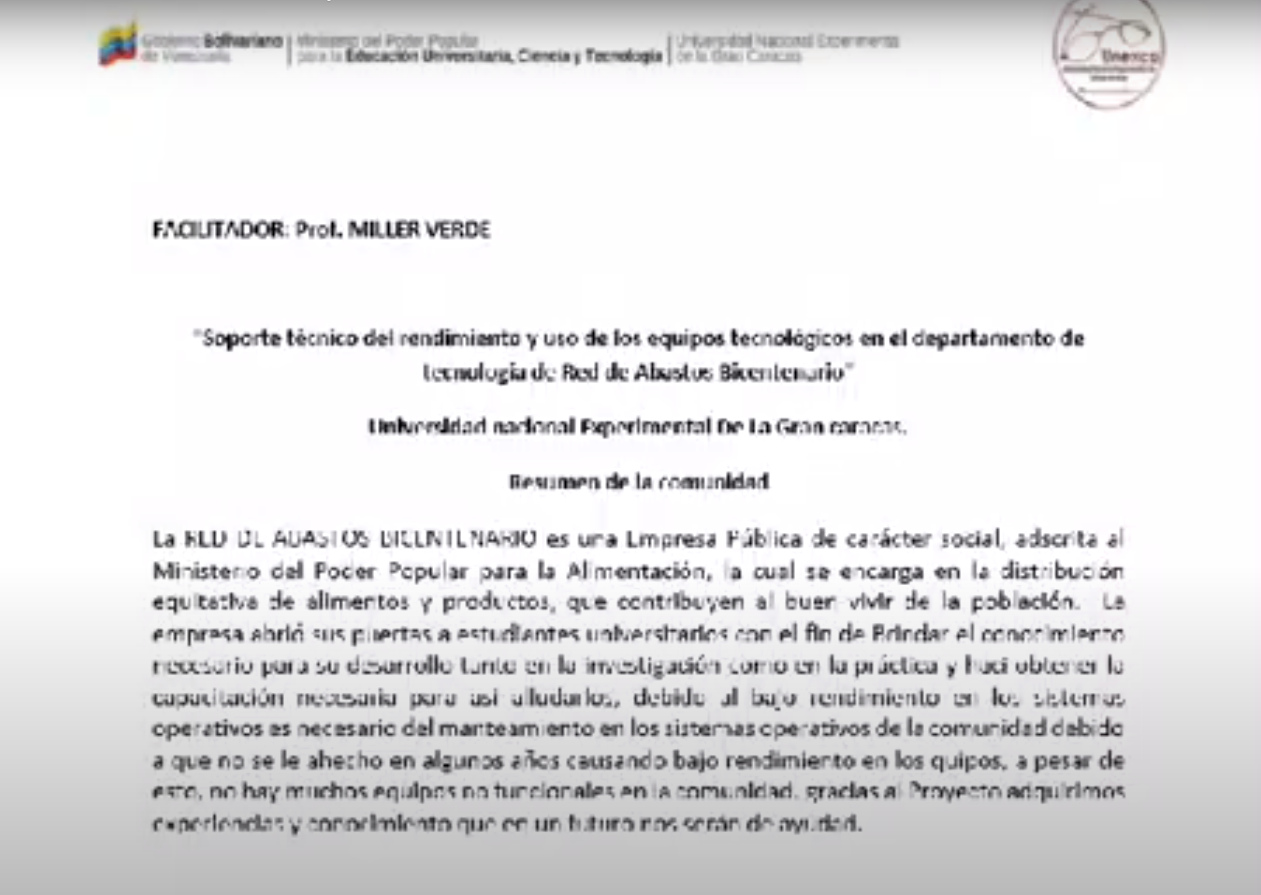 Gobierno Bolivariano de Venezuela
Ministerio del Poder Popular para la Educación Universitaria, Ciencia y Tecnología
Universidad Nacional Experimental de la Gran Caracas
Unexca
FACILITADOR: Prof. MILLER VERDE
"Soporte técnico del rendimiento y uso de los equipos tecnológicos en el departamento de
tecnología de Red de Abastos Bicentenario"
Universidad nacional Experimental De La Gran caracas.
Resumen de la comunidad
La RED DE ABASTOS BICENTENARIO es una Empresa Pública de carácter social, adscrita al
Ministerio del Poder Popular para la Alimentación, la cual se encarga en la distribución
equitativa de alimentos y productos, que contribuyen al buen vivir de la población. La
empresa abrió sus puertas a estudiantes universitarios con el fin de Brindar el conocimiento
necesario para su desarrollo tanto en la investigación como en la práctica y haci obtener la
capacitación necesaria para asi alludarlos, debido al bajo rendimiento en los sistemas
operativos es necesario del manteamiento en los sistemas operativos de la comunidad debido
a que no se le ahecho en algunos años causando bajo rendimiento en los quipos, a pesar de
esto, no hay muchos equipos no funcionales en la comunidad, gracias al Proyecto adquirimos
experiencias y conocimiento que en un futuro nos serán de ayudad.